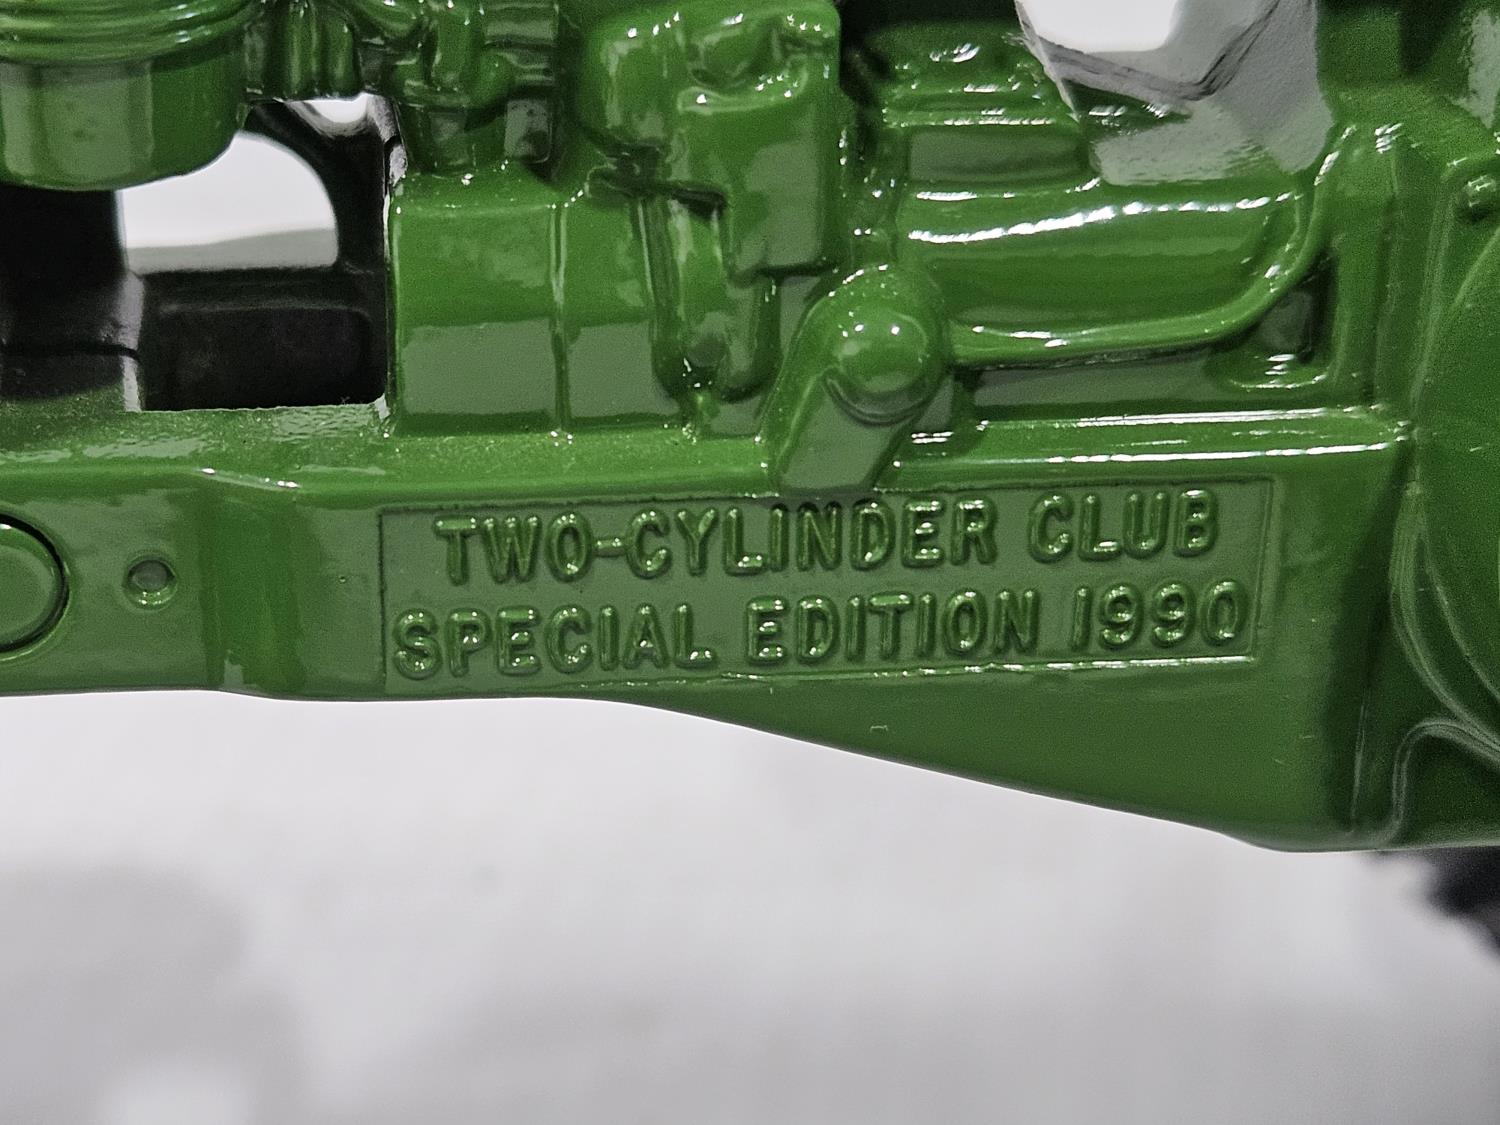 TWO-CYLINDER CLUB
SPECIAL EDITION 1990